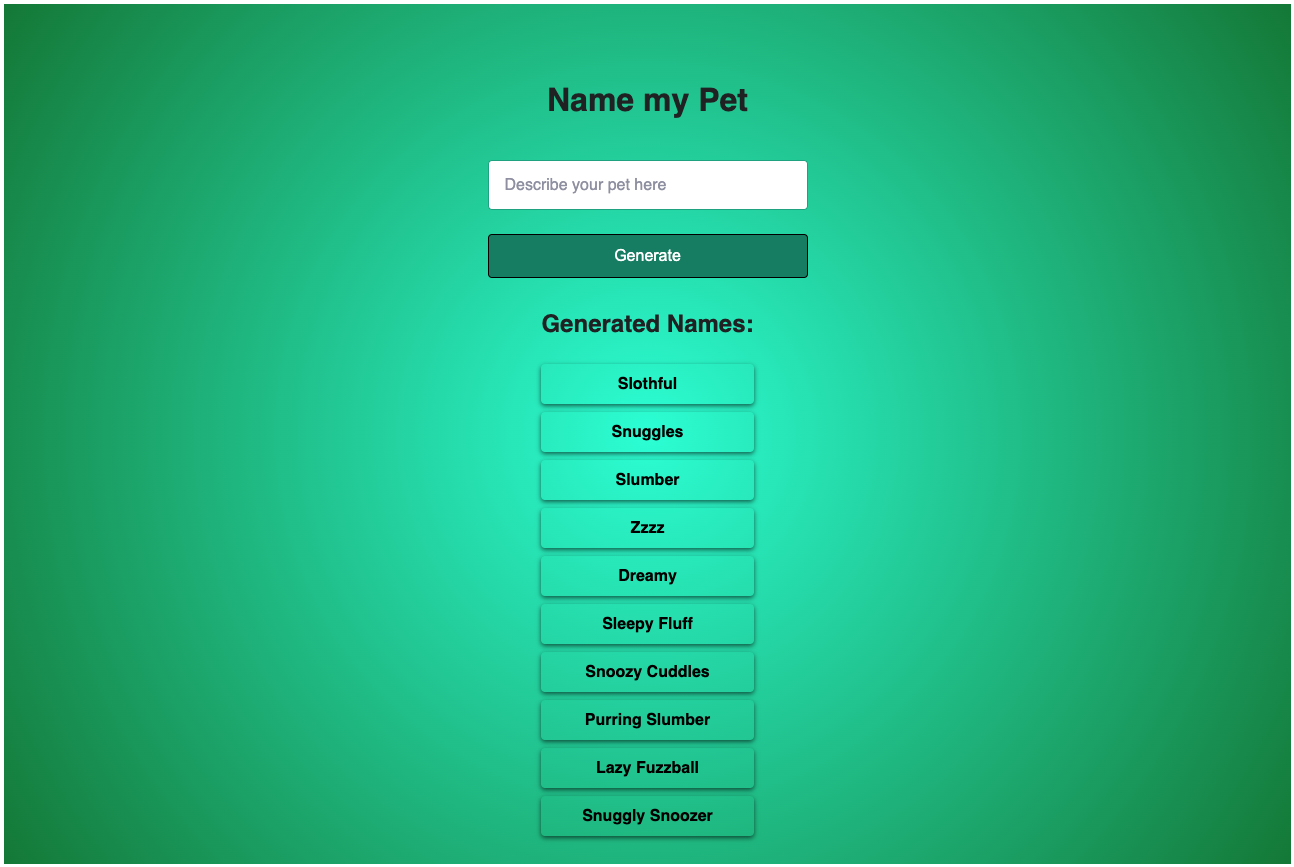 Name my Pet
Describe your pet here
Generate
Generated Names:
Slothful
Snuggles
Slumber
Zzzz
Dreamy
Sleepy Fluff
Snoozy Cuddles
Purring Slumber
Lazy Fuzzball
Snuggly Snoozer